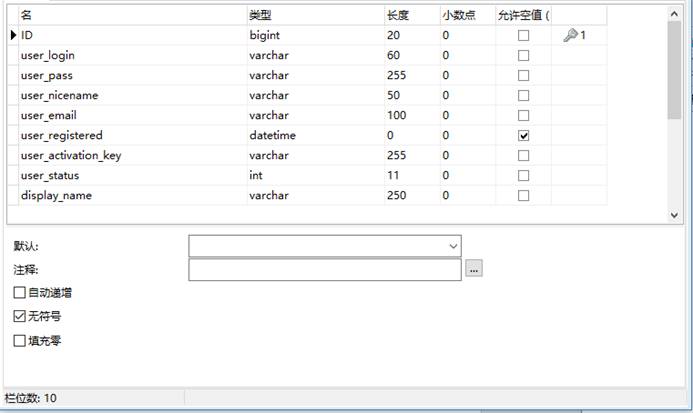 名 类型 长度 小数点 允许空值 (
ID bigint 20 0 1
user_login varchar 60 0
user_pass varchar 255 0
user_nicename varchar 50 0
user_email varchar 100 0
user_registered datetime 0 0
user_activation_key varchar 255 0
user_status int 11 0
display_name varchar 250 0
默认:
注释: ...
自动递增
无符号
填充零
栏位数: 10